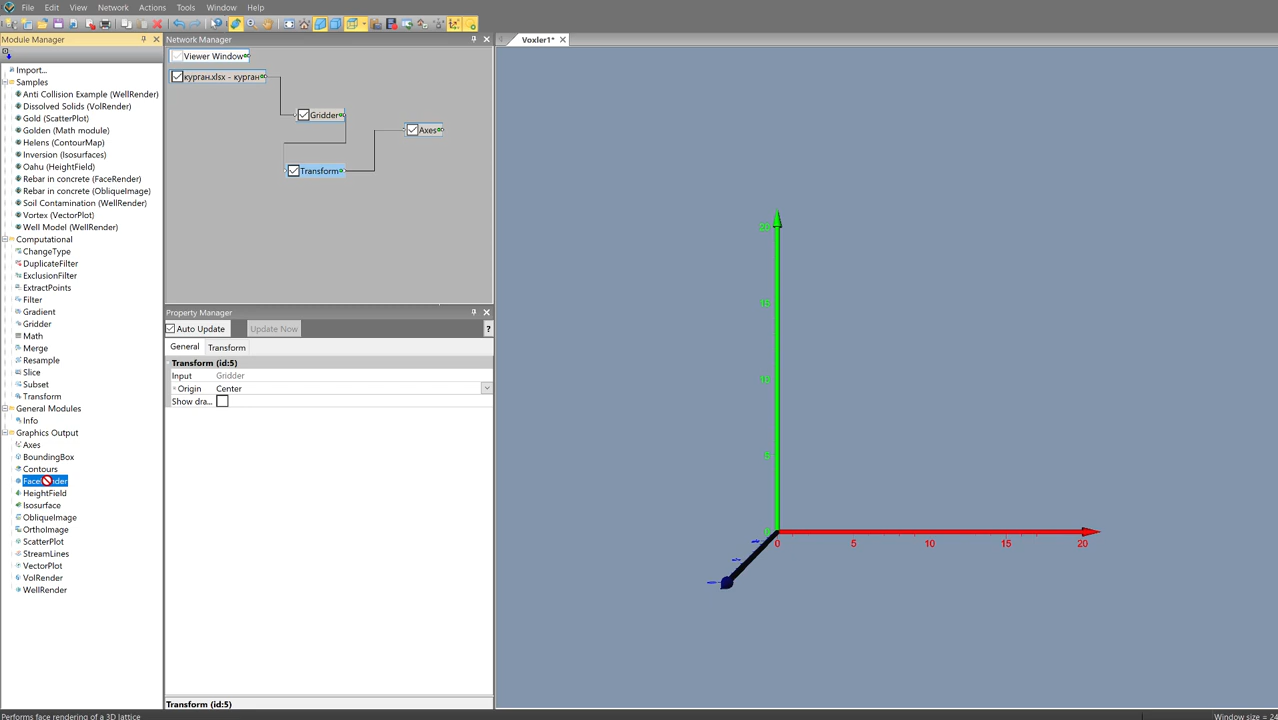 File Edit View Network Actions Tools Window Help
Module Manager
Import...
Samples
Anti Collision Example (WellRender)
Dissolved Solids (VolRender)
Gold (ScatterPlot)
Golden (Math module)
Helens (ContourMap)
Inversion (Isosurfaces)
Oahu (HeightField)
Rebar in concrete (FaceRender)
Rebar in concrete (ObliqueImage)
Soil Contamination (WellRender)
Vortex (VectorPlot)
Well Model (WellRender)
Computational
ChangeType
DuplicateFilter
ExclusionFilter
ExtractPoints
Filter
Gradient
Gridder
Math
Merge
Resample
Slice
Subset
Transform
General Modules
Info
Graphics Output
Axes
BoundingBox
Contours
FaceRender
HeightField
Isosurface
ObliqueImage
OrthoImage
ScatterPlot
StreamLines
VectorPlot
VolRender
WellRender
Performs face rendering of a 3D lattice
Network Manager
Viewer Window
курган.xlsx - курган
Gridder
Axes
Transform
Property Manager
Auto Update Update Now ?
General Transform
Transform (id:5)
Input Gridder
Origin Center
Show dra...
Transform (id:5)
Voxler1*
20
15
10
5
0
0 5 10 15 20
Window size = 24